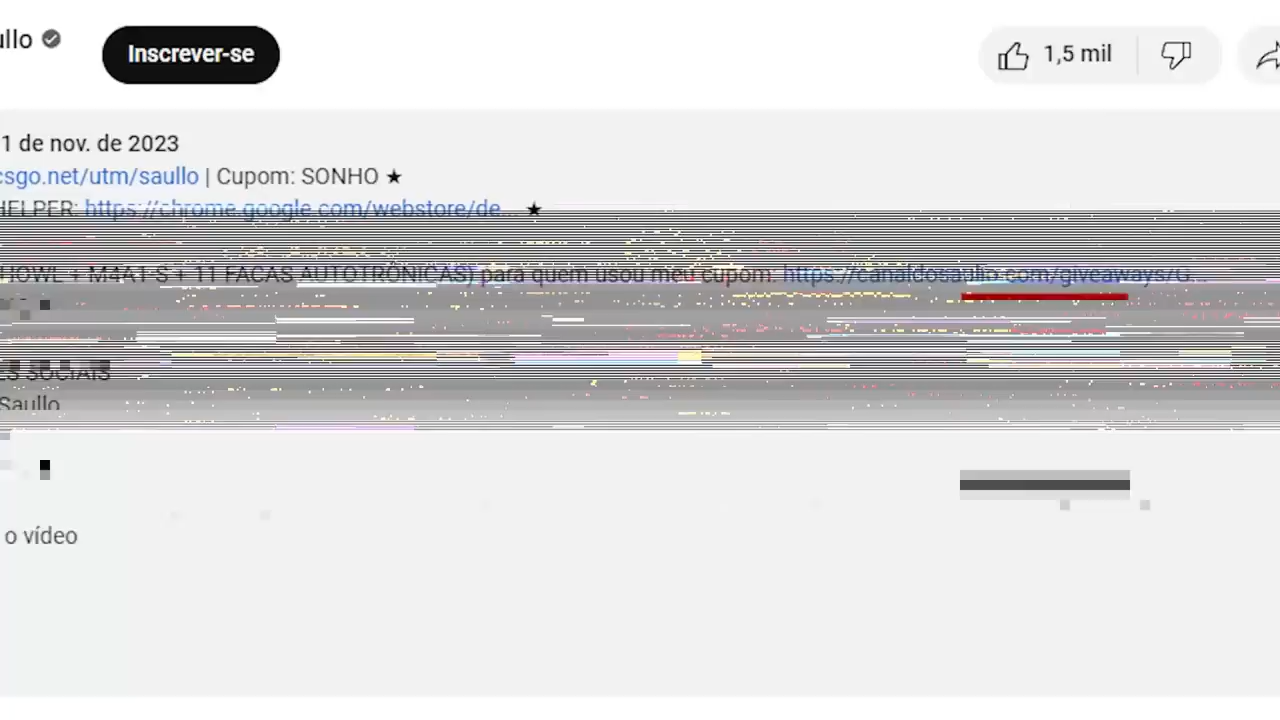 ullo
Inscrever-se
1,5 mil
1 de nov. de 2023
csgo.net/utm/saullo | Cupom: SONHO ★
HELPER: https://chrome.google.com/webstore/de... ★
HOWL + M4A1-S + 11 FACAS AUTOTRÔNICAS) para quem usou meu cupom: https://canaldosaullo.com/giveaways/G...
ES SOCIAIS
Saullo
o vídeo